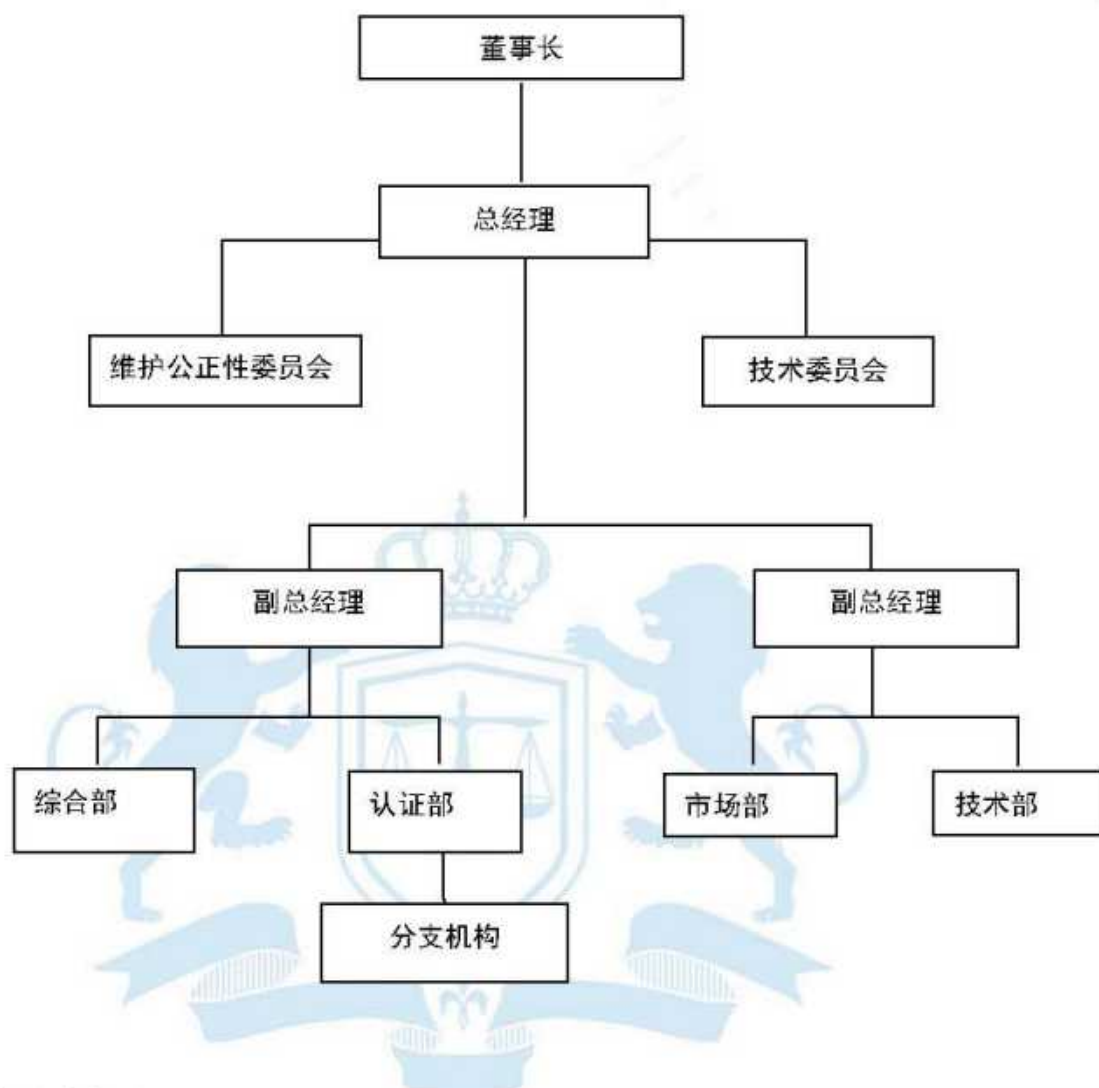 董事长
总经理
维护公正性委员会
技术委员会
副总经理
副总经理
综合部
认证部
市场部
技术部
分支机构